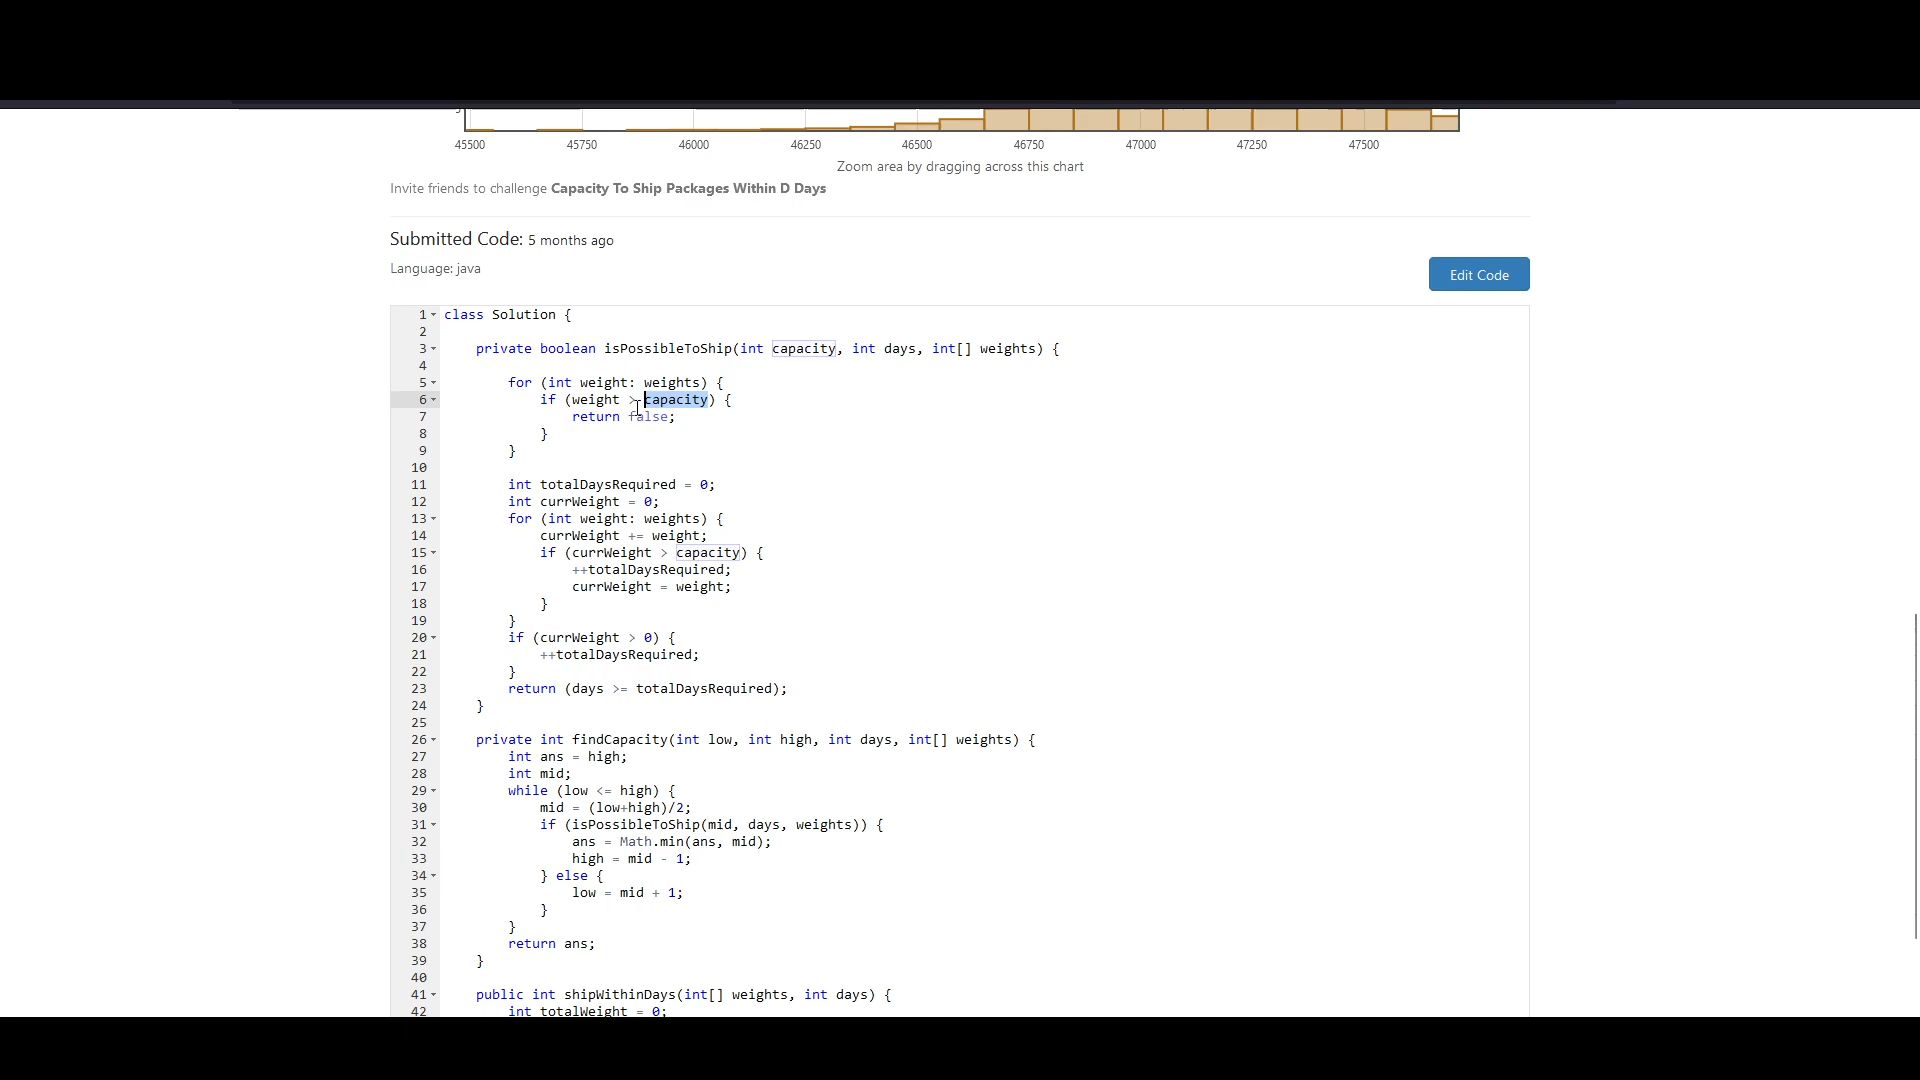 45500 45750 46000 46250 46500 46750 47000 47250 47500
Zoom area by dragging across this chart
Invite friends to challenge Capacity To Ship Packages Within D Days
Submitted Code: 5 months ago
Language: java
Edit Code
1 class Solution {
2
3     private boolean isPossibleToShip(int capacity, int days, int[] weights) {
4
5         for (int weight: weights) {
6             if (weight > capacity) {
7                 return false;
8             }
9         }
10
11         int totalDaysRequired = 0;
12         int currWeight = 0;
13         for (int weight: weights) {
14             currWeight += weight;
15             if (currWeight > capacity) {
16                 ++totalDaysRequired;
17                 currWeight = weight;
18             }
19         }
20         if (currWeight > 0) {
21             ++totalDaysRequired;
22         }
23         return (days >= totalDaysRequired);
24     }
25
26     private int findCapacity(int low, int high, int days, int[] weights) {
27         int ans = high;
28         int mid;
29         while (low <= high) {
30             mid = (low+high)/2;
31             if (isPossibleToShip(mid, days, weights)) {
32                 ans = Math.min(ans, mid);
33                 high = mid - 1;
34             } else {
35                 low = mid + 1;
36             }
37         }
38         return ans;
39     }
40
41     public int shipWithinDays(int[] weights, int days) {
42         int totalWeight = 0;